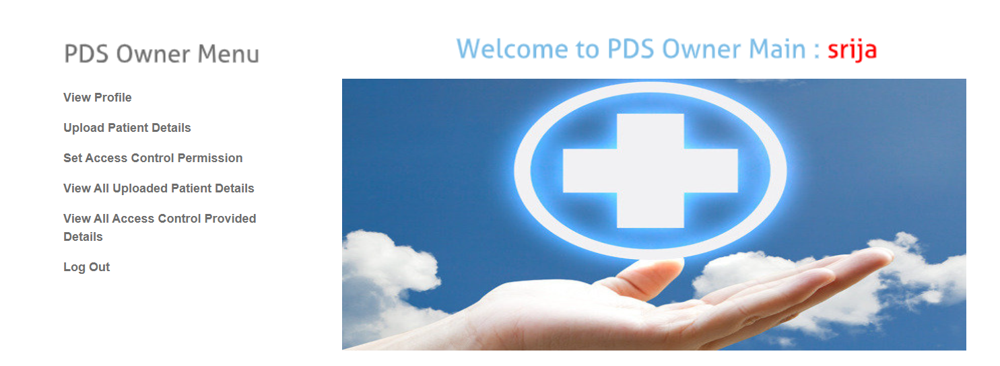 PDS Owner Menu
View Profile
Upload Patient Details
Set Access Control Permission
View All Uploaded Patient Details
View All Access Control Provided
Details
Log Out
Welcome to PDS Owner Main : srija